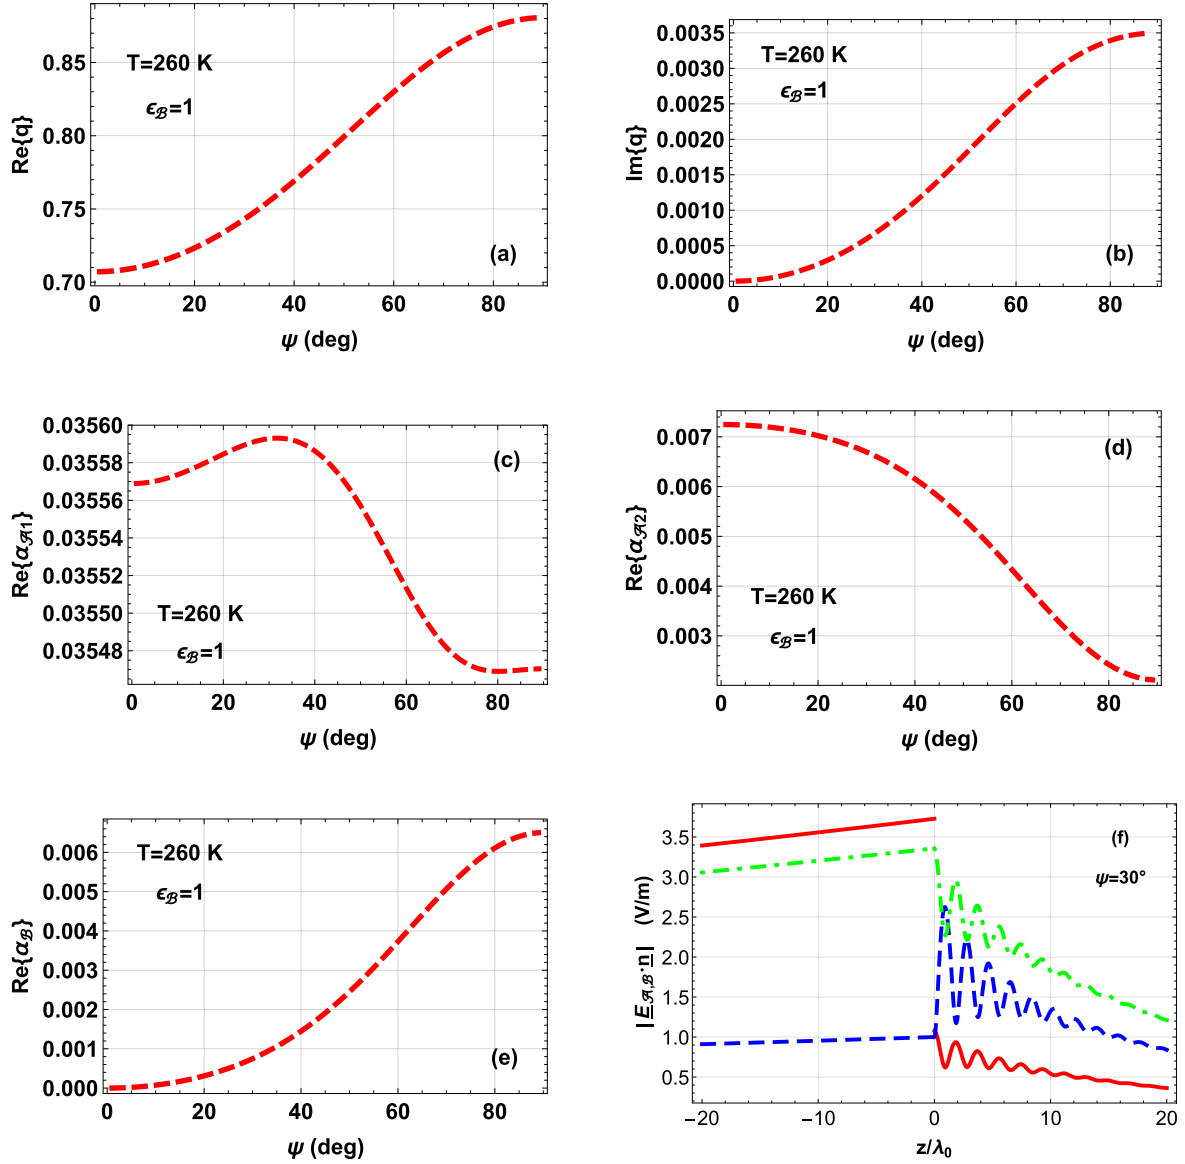 0.85
0.80
0.75
0.70
Re{q}
T=260 K
ϵ𝓑=1
(a)
0 20 40 60 80
ψ (deg)
0.0035
0.0030
0.0025
0.0020
0.0015
0.0010
0.0005
0.0000
Im{q}
T=260 K
ϵ𝓑=1
(b)
0 20 40 60 80
ψ (deg)
0.03560
0.03558
0.03556
0.03554
0.03552
0.03550
0.03548
Re{α𝓐1}
(c)
T=260 K
ϵ𝓑=1
0 20 40 60 80
ψ (deg)
0.007
0.006
0.005
0.004
0.003
Re{α𝓐2}
(d)
T=260 K
ϵ𝓑=1
0 20 40 60 80
ψ (deg)
0.006
0.005
0.004
0.003
0.002
0.001
0.000
Re{α𝓑}
T=260 K
ϵ𝓑=1
(e)
0 20 40 60 80
ψ (deg)
3.5
3.0
2.5
2.0
1.5
1.0
0.5
|E𝓐,𝓑·n| (V/m)
(f)
ψ=30°
−20 −10 0 10 20
z/λ0